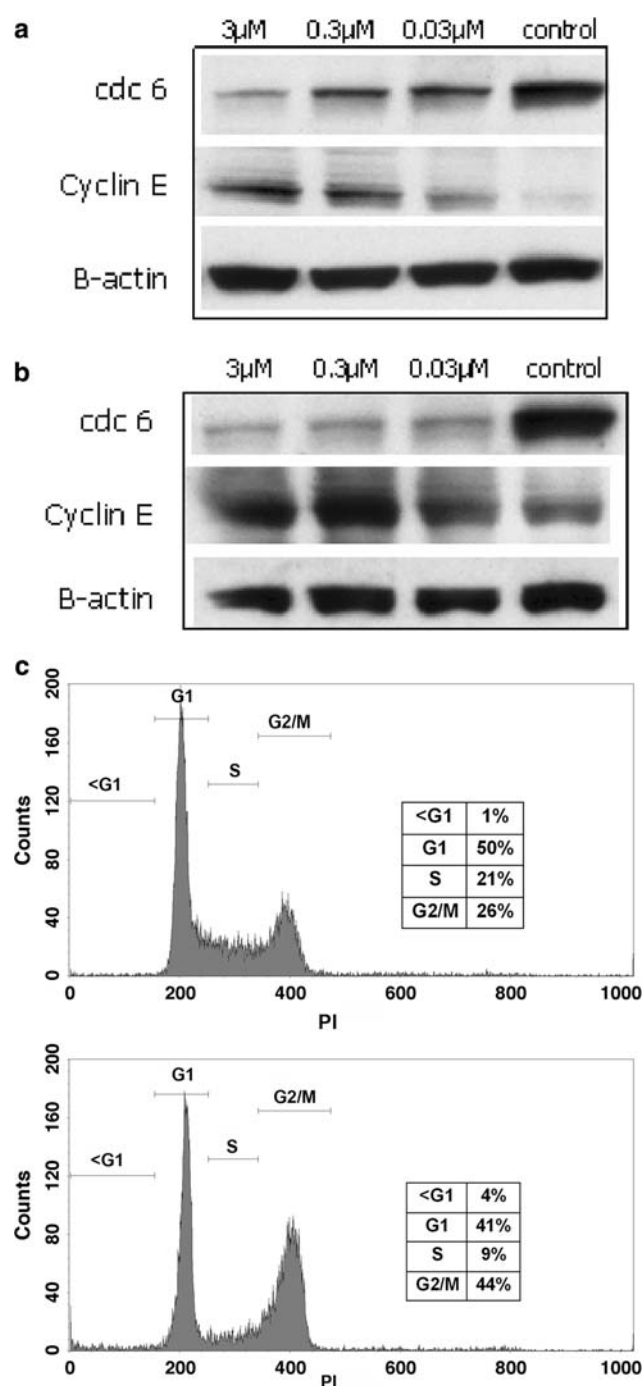 a
3µM 0.3µM 0.03µM control
cdc 6
Cyclin E
B-actin
b
3µM 0.3µM 0.03µM control
cdc 6
Cyclin E
B-actin
c
200
160
120
80
40
0
Counts
G1
G2/M
S
<G1
<G1 1%
G1 50%
S 21%
G2/M 26%
0 200 400 600 800 1000
PI
200
160
120
80
40
0
Counts
G1
G2/M
S
<G1
<G1 4%
G1 41%
S 9%
G2/M 44%
0 200 400 600 800 1000
PI